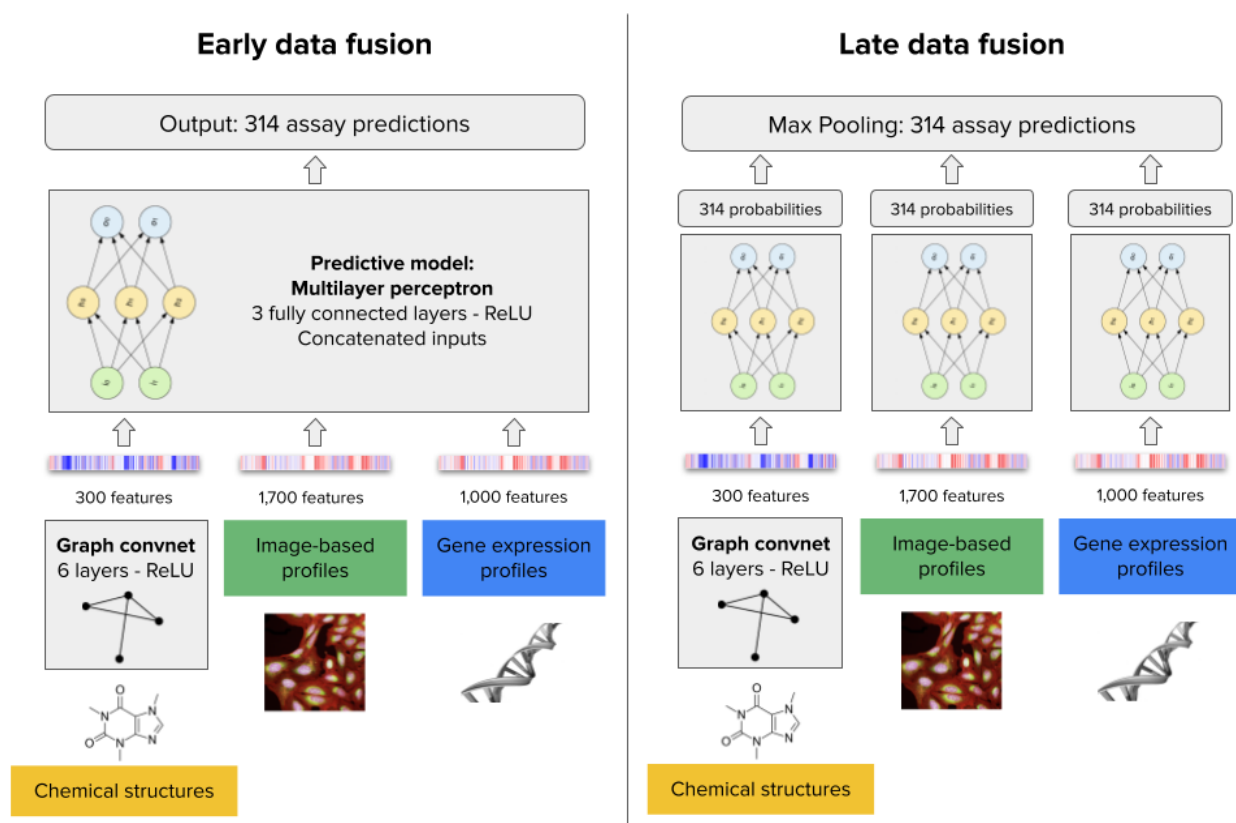 Early data fusion
Output: 314 assay predictions
Predictive model:
Multilayer perceptron
3 fully connected layers - ReLU
Concatenated inputs
300 features
1,700 features
1,000 features
Graph convnet
6 layers - ReLU
Image-based
profiles
Gene expression
profiles
O
N
N
O
N
N
Chemical structures
Late data fusion
Max Pooling: 314 assay predictions
314 probabilities
314 probabilities
314 probabilities
300 features
1,700 features
1,000 features
Graph convnet
6 layers - ReLU
Image-based
profiles
Gene expression
profiles
O
N
N
O
N
N
Chemical structures